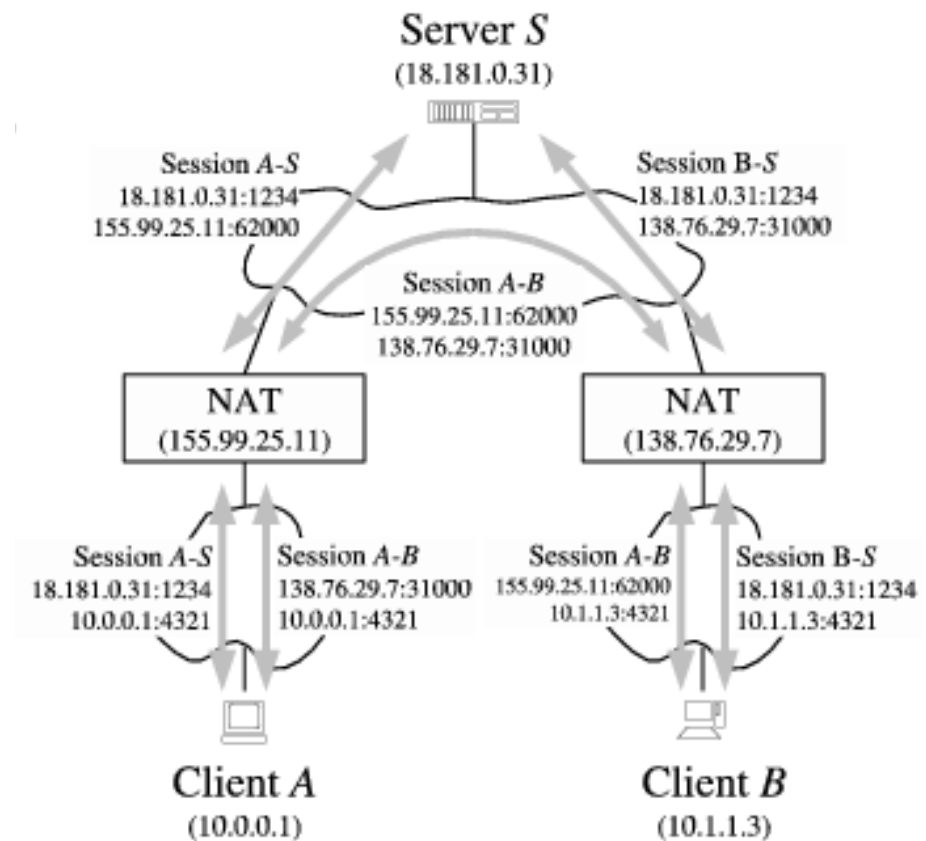 Server S
(18.181.0.31)
Session A-S
18.181.0.31:1234
155.99.25.11:62000
Session B-S
18.181.0.31:1234
138.76.29.7:31000
Session A-B
155.99.25.11:62000
138.76.29.7:31000
NAT
(155.99.25.11)
NAT
(138.76.29.7)
Session A-S
18.181.0.31:1234
10.0.0.1:4321
Session A-B
138.76.29.7:31000
10.0.0.1:4321
Session A-B
155.99.25.11:62000
10.1.1.3:4321
Session B-S
18.181.0.31:1234
10.1.1.3:4321
Client A
(10.0.0.1)
Client B
(10.1.1.3)